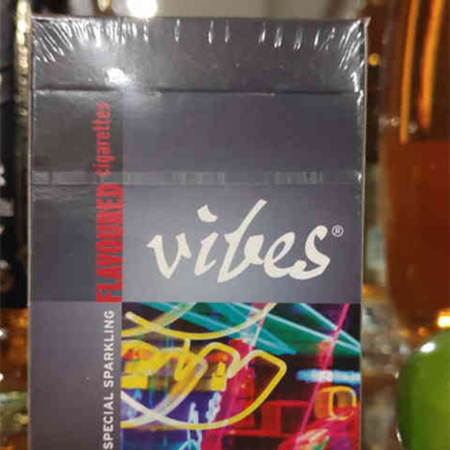 vibes®
FLAVOURED cigarettes
SPECIAL SPARKLING